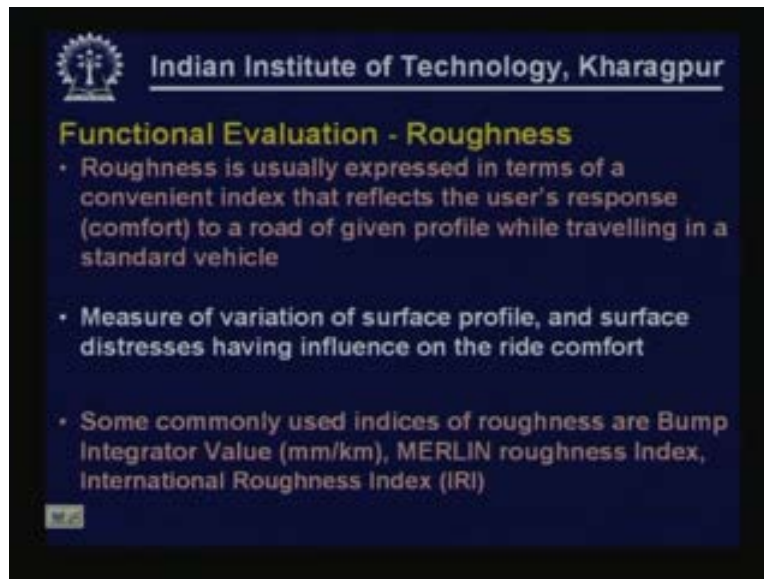 Indian Institute of Technology, Kharagpur
Functional Evaluation - Roughness
• Roughness is usually expressed in terms of a
convenient index that reflects the user's response
(comfort) to a road of given profile while travelling in a
standard vehicle
• Measure of variation of surface profile, and surface
distresses having influence on the ride comfort
• Some commonly used indices of roughness are Bump
Integrator Value (mm/km), MERLIN roughness Index,
International Roughness Index (IRI)